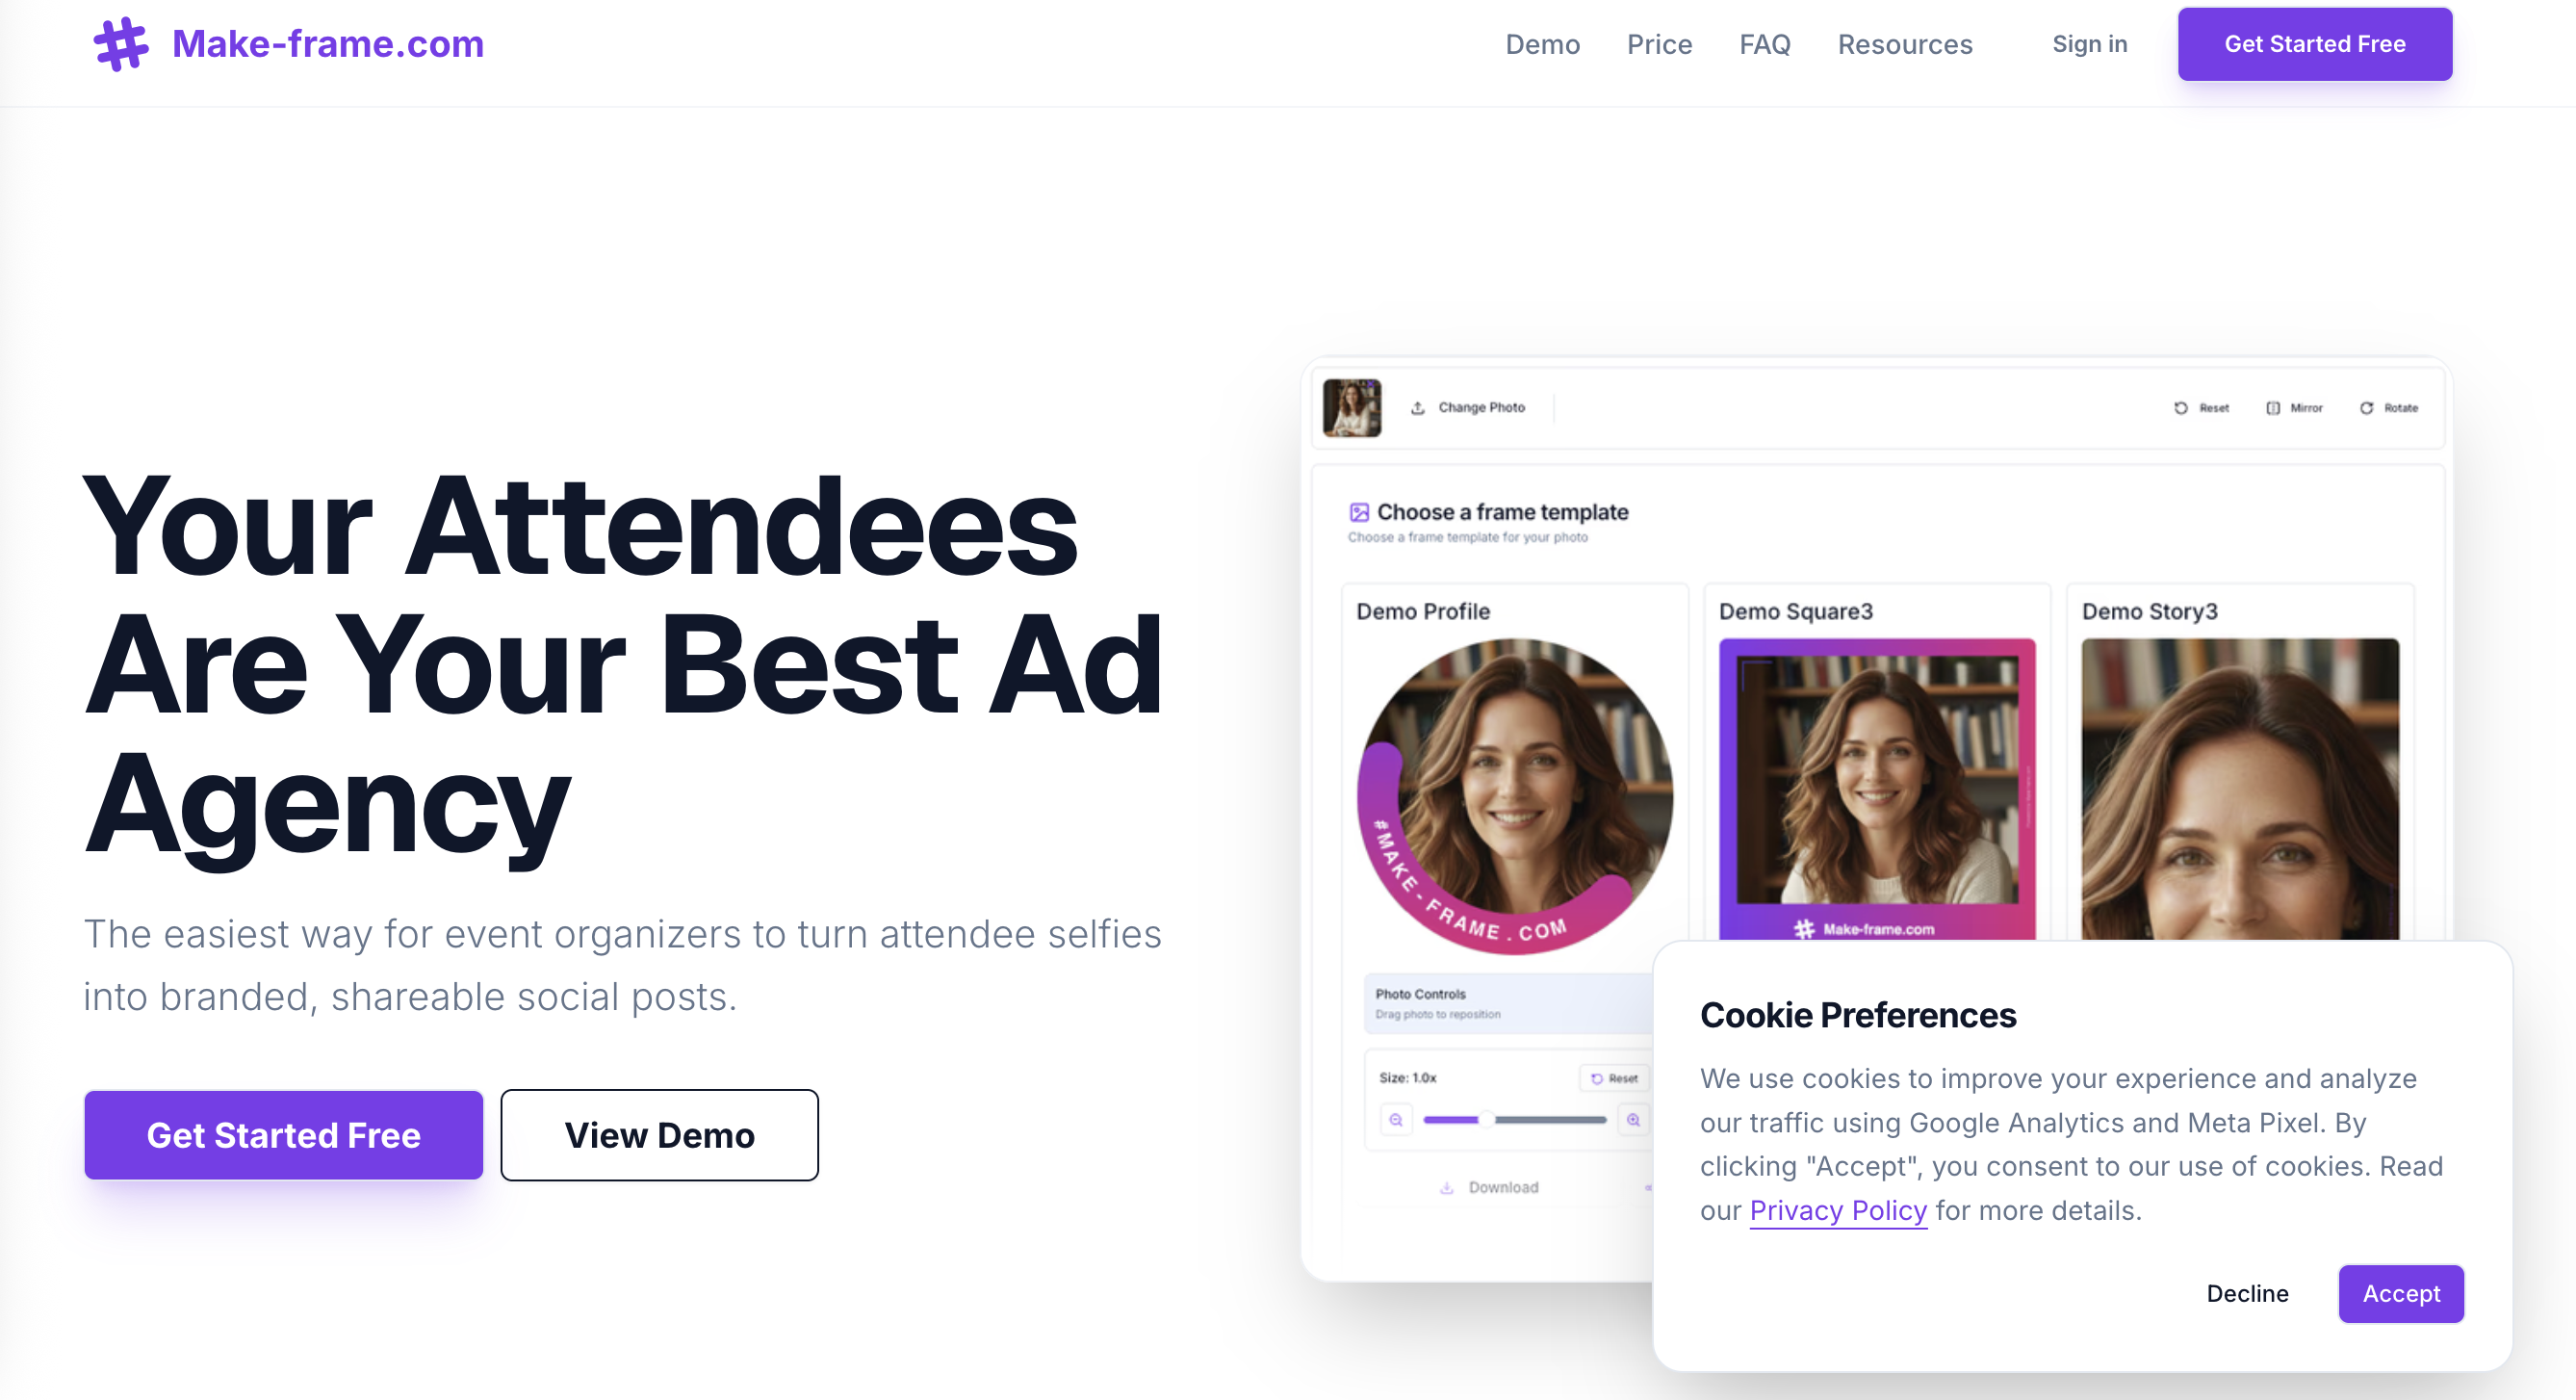 Make-frame.com
Demo Price FAQ Resources Sign in Get Started Free
Your Attendees
Are Your Best Ad
Agency
The easiest way for event organizers to turn attendee selfies
into branded, shareable social posts.
Get Started Free View Demo
Change Photo Reset Mirror Rotate
Choose a frame template
Choose a frame template for your photo
Demo Profile Demo Square3 Demo Story3
#MAKE-FRAME.COM
Make-frame.com
Photo Controls
Drag photo to reposition
Size: 1.0x Reset
Download
Cookie Preferences
We use cookies to improve your experience and analyze
our traffic using Google Analytics and Meta Pixel. By
clicking "Accept", you consent to our use of cookies. Read
our Privacy Policy for more details.
Decline Accept